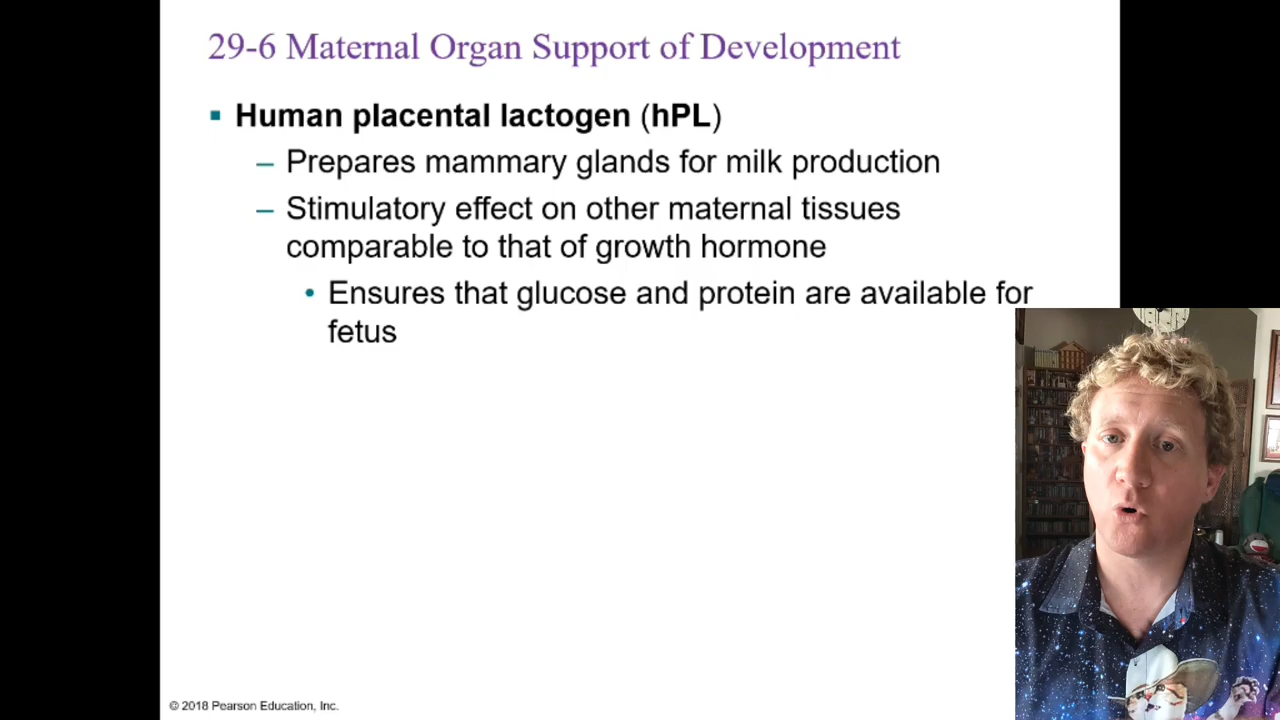 29-6 Maternal Organ Support of Development
▪ Human placental lactogen (hPL)
– Prepares mammary glands for milk production
– Stimulatory effect on other maternal tissues
comparable to that of growth hormone
• Ensures that glucose and protein are available for
fetus
© 2018 Pearson Education, Inc.